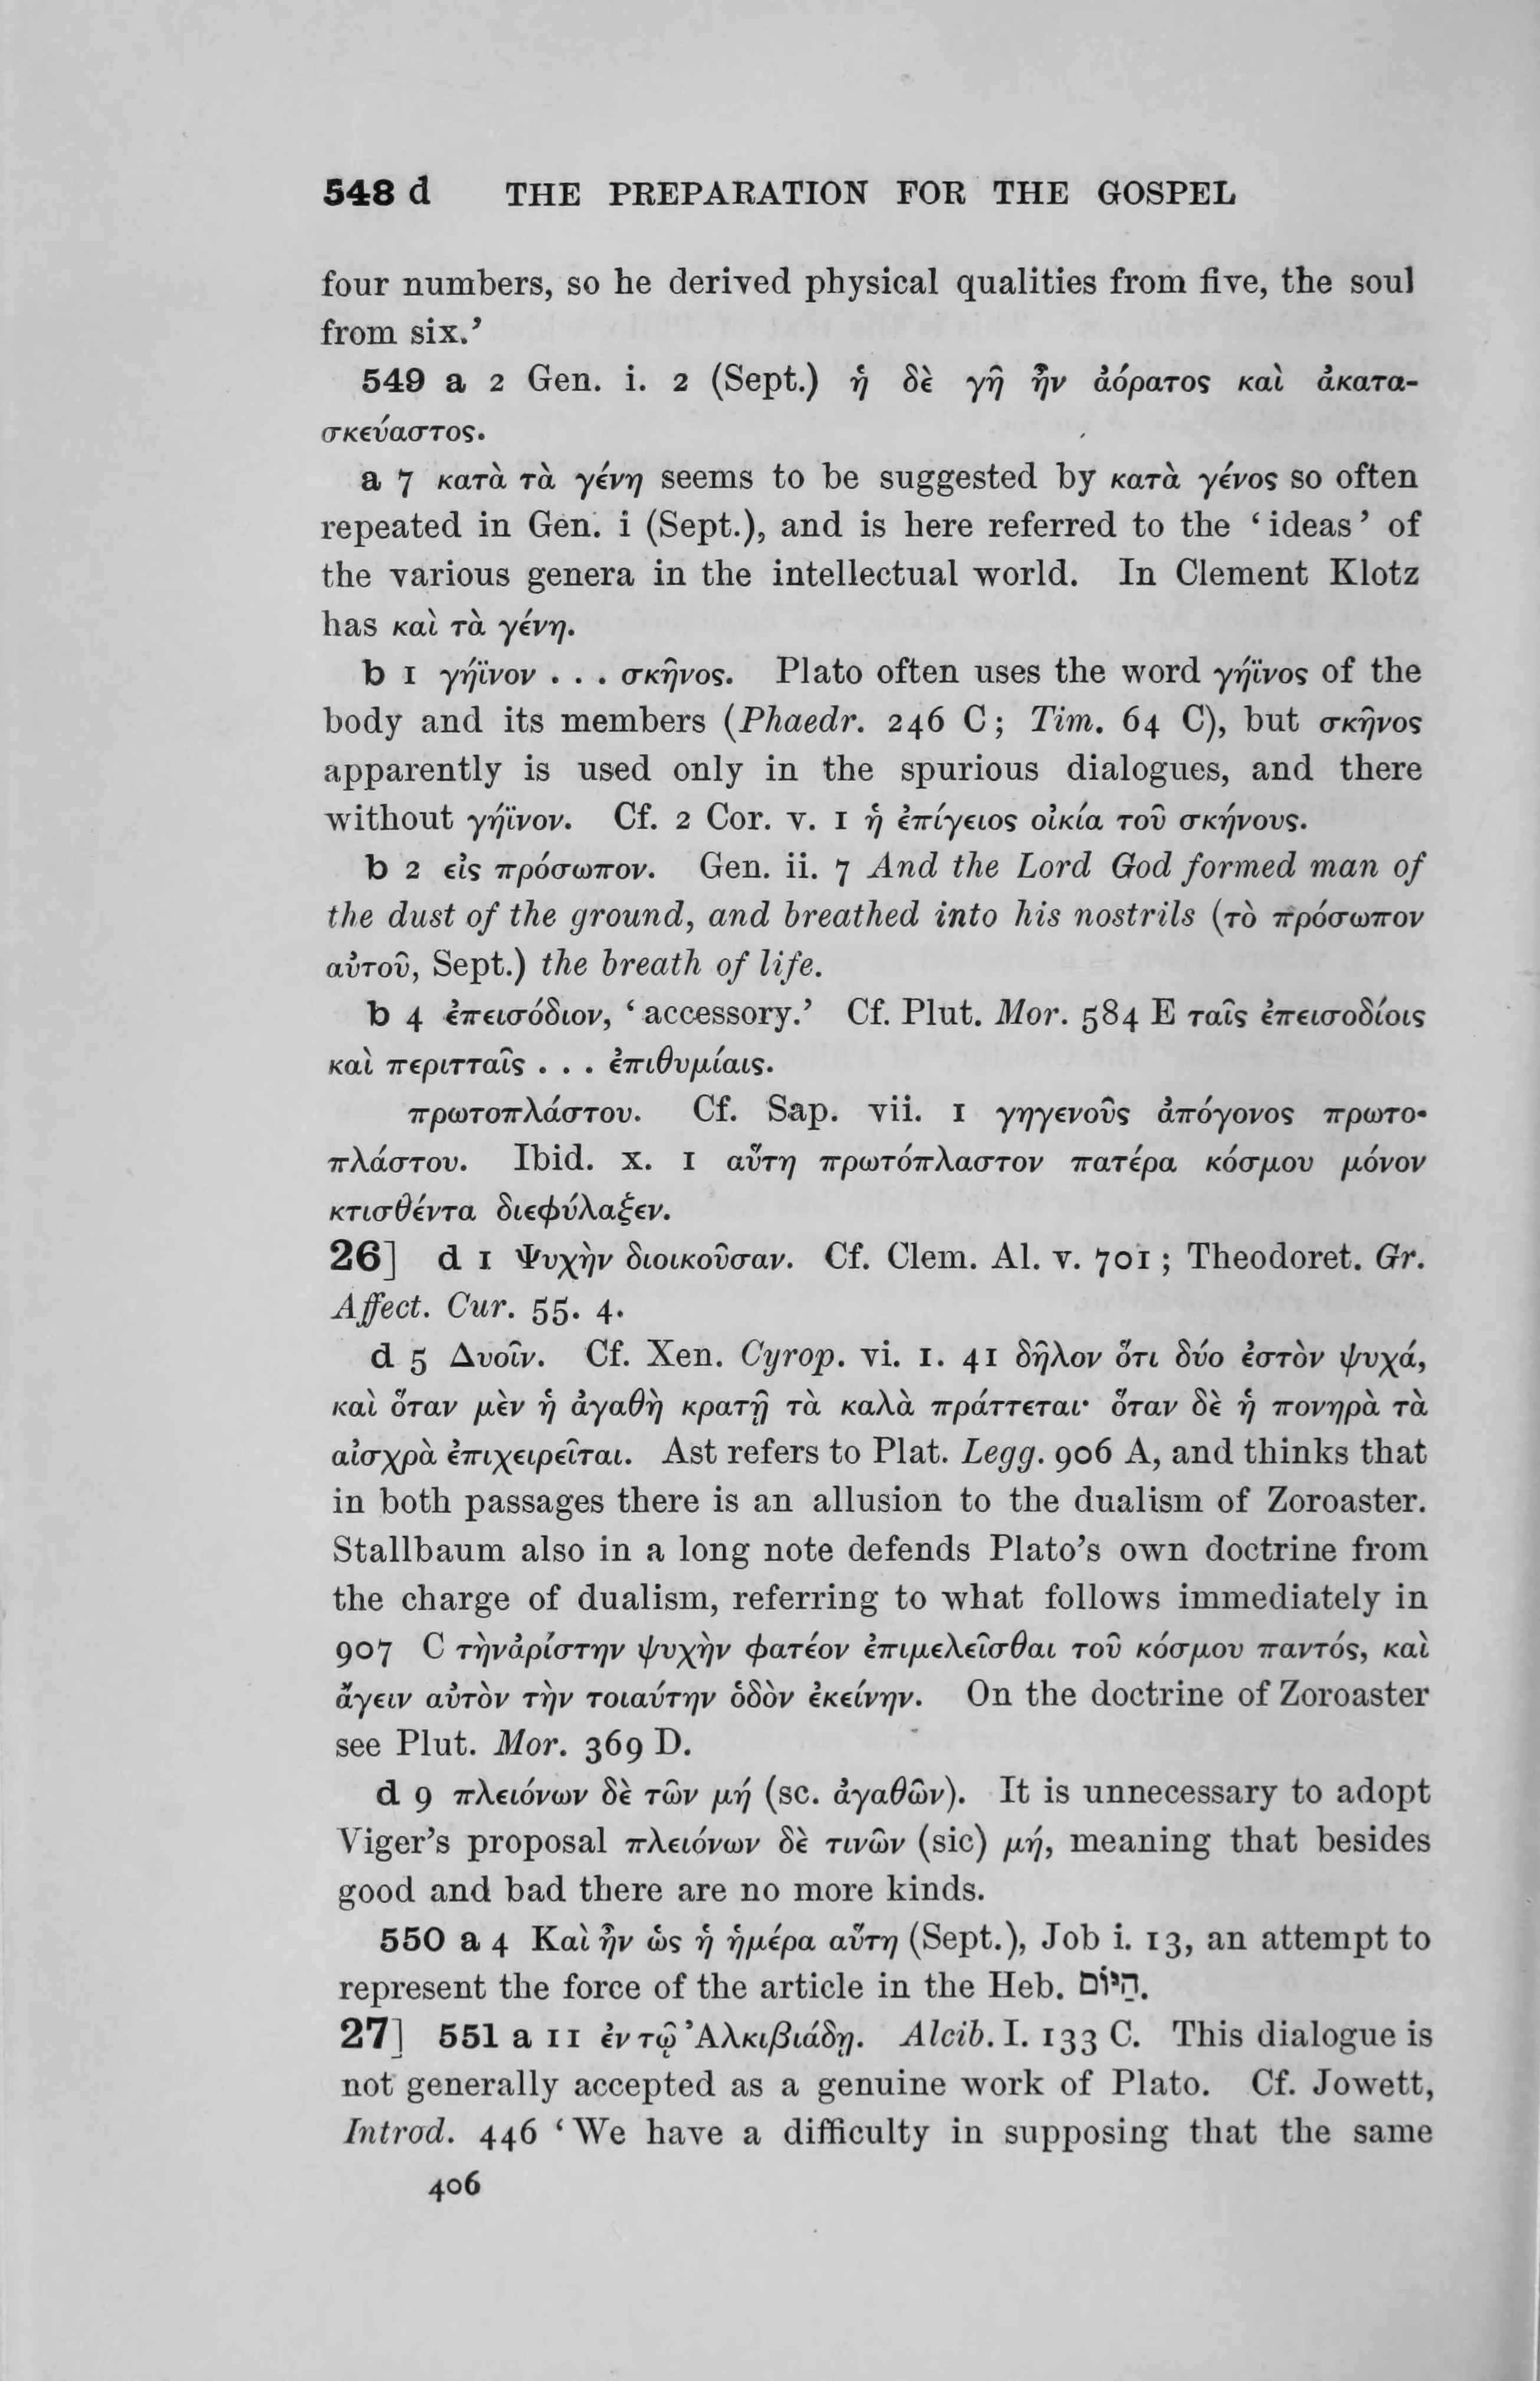 548 d THE PREPARATION FOR THE GOSPEL
four numbers, so he derived physical qualities from five, the soul
from six.’
549 a 2 Gen. i. 2 (Sept.) ἡ δὲ γῆ ἦν ἀόρατος καὶ ἀκατα-
σκεύαστος.
a 7 κατὰ τὰ γένη seems to be suggested by κατὰ γένος so often
repeated in Gen. i (Sept.), and is here referred to the ‘ideas’ of
the various genera in the intellectual world. In Clement Klotz
has καὶ τὰ γένη.
b 1 γήϊνον . . . σκῆνος. Plato often uses the word γήϊνος of the
body and its members (Phaedr. 246 C; Tim. 64 C), but σκῆνος
apparently is used only in the spurious dialogues, and there
without γήϊνον. Cf. 2 Cor. v. 1 ἡ ἐπίγειος οἰκία τοῦ σκήνους.
b 2 εἰς πρόσωπον. Gen. ii. 7 And the Lord God formed man of
the dust of the ground, and breathed into his nostrils (τὸ πρόσωπον
αὐτοῦ, Sept.) the breath of life.
b 4 ἐπεισόδιον, ‘accessory.’ Cf. Plut. Mor. 584 E ταῖς ἐπεισοδίοις
καὶ περιτταῖς . . . ἐπιθυμίαις.
πρωτοπλάστου. Cf. Sap. vii. 1 γηγενοῦς ἀπόγονος πρωτο-
πλάστου. Ibid. x. 1 αὕτη πρωτόπλαστον πατέρα κόσμου μόνον
κτισθέντα διεφύλαξεν.
26] d 1 Ψυχὴν διοικοῦσαν. Cf. Clem. Al. v. 701; Theodoret. Gr.
Affect. Cur. 55. 4.
d 5 Δυοῖν. Cf. Xen. Cyrop. vi. 1. 41 δῆλον ὅτι δύο ἐστὸν ψυχά,
καὶ ὅταν μὲν ἡ ἀγαθὴ κρατῇ τὰ καλὰ πράττεται· ὅταν δὲ ἡ πονηρὰ τὰ
αἰσχρὰ ἐπιχειρεῖται. Ast refers to Plat. Legg. 906 A, and thinks that
in both passages there is an allusion to the dualism of Zoroaster.
Stallbaum also in a long note defends Plato’s own doctrine from
the charge of dualism, referring to what follows immediately in
907 C τὴνἀρίστην ψυχὴν φατέον ἐπιμελεῖσθαι τοῦ κόσμου παντός, καὶ
ἄγειν αὐτὸν τὴν τοιαύτην ὁδὸν ἐκείνην. On the doctrine of Zoroaster
see Plut. Mor. 369 D.
d 9 πλειόνων δὲ τῶν μή (sc. ἀγαθῶν). It is unnecessary to adopt
Viger’s proposal πλειόνων δὲ τινῶν (sic) μή, meaning that besides
good and bad there are no more kinds.
550 a 4 Καὶ ἦν ὡς ἡ ἡμέρα αὕτη (Sept.), Job i. 13, an attempt to
represent the force of the article in the Heb. הַיּוֹם.
27] 551 a 11 ἐν τῷ Ἀλκιβιάδῃ. Alcib. I. 133 C. This dialogue is
not generally accepted as a genuine work of Plato. Cf. Jowett,
Introd. 446 ‘We have a difficulty in supposing that the same
406